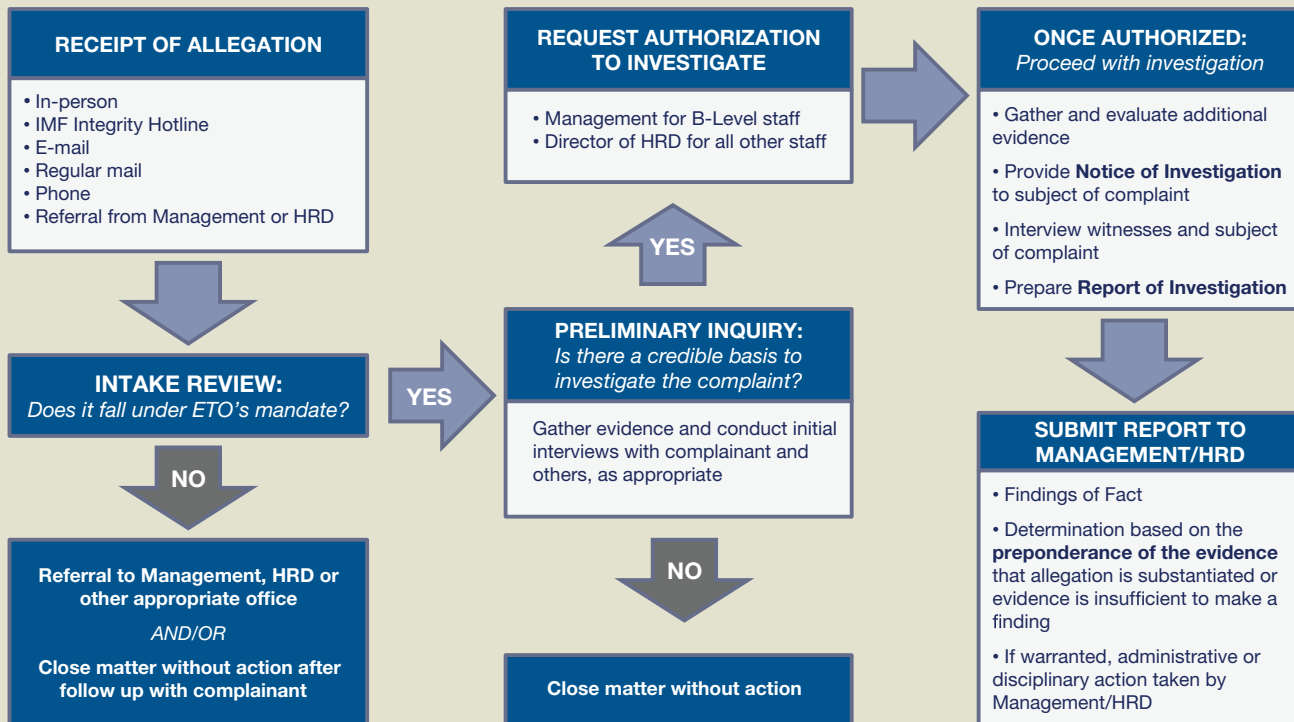 RECEIPT OF ALLEGATION
• In-person
• IMF Integrity Hotline
• E-mail
• Regular mail
• Phone
• Referral from Management or HRD
INTAKE REVIEW:
Does it fall under ETO's mandate?
NO
Referral to Management, HRD or
other appropriate office
AND/OR
Close matter without action after
follow up with complainant
YES
PRELIMINARY INQUIRY:
Is there a credible basis to
investigate the complaint?
Gather evidence and conduct initial
interviews with complainant and
others, as appropriate
NO
Close matter without action
YES
REQUEST AUTHORIZATION
TO INVESTIGATE
• Management for B-Level staff
• Director of HRD for all other staff
ONCE AUTHORIZED:
Proceed with investigation
• Gather and evaluate additional
evidence
• Provide Notice of Investigation
to subject of complaint
• Interview witnesses and subject
of complaint
• Prepare Report of Investigation
SUBMIT REPORT TO
MANAGEMENT/HRD
• Findings of Fact
• Determination based on the
preponderance of the evidence
that allegation is substantiated or
evidence is insufficient to make a
finding
• If warranted, administrative or
disciplinary action taken by
Management/HRD